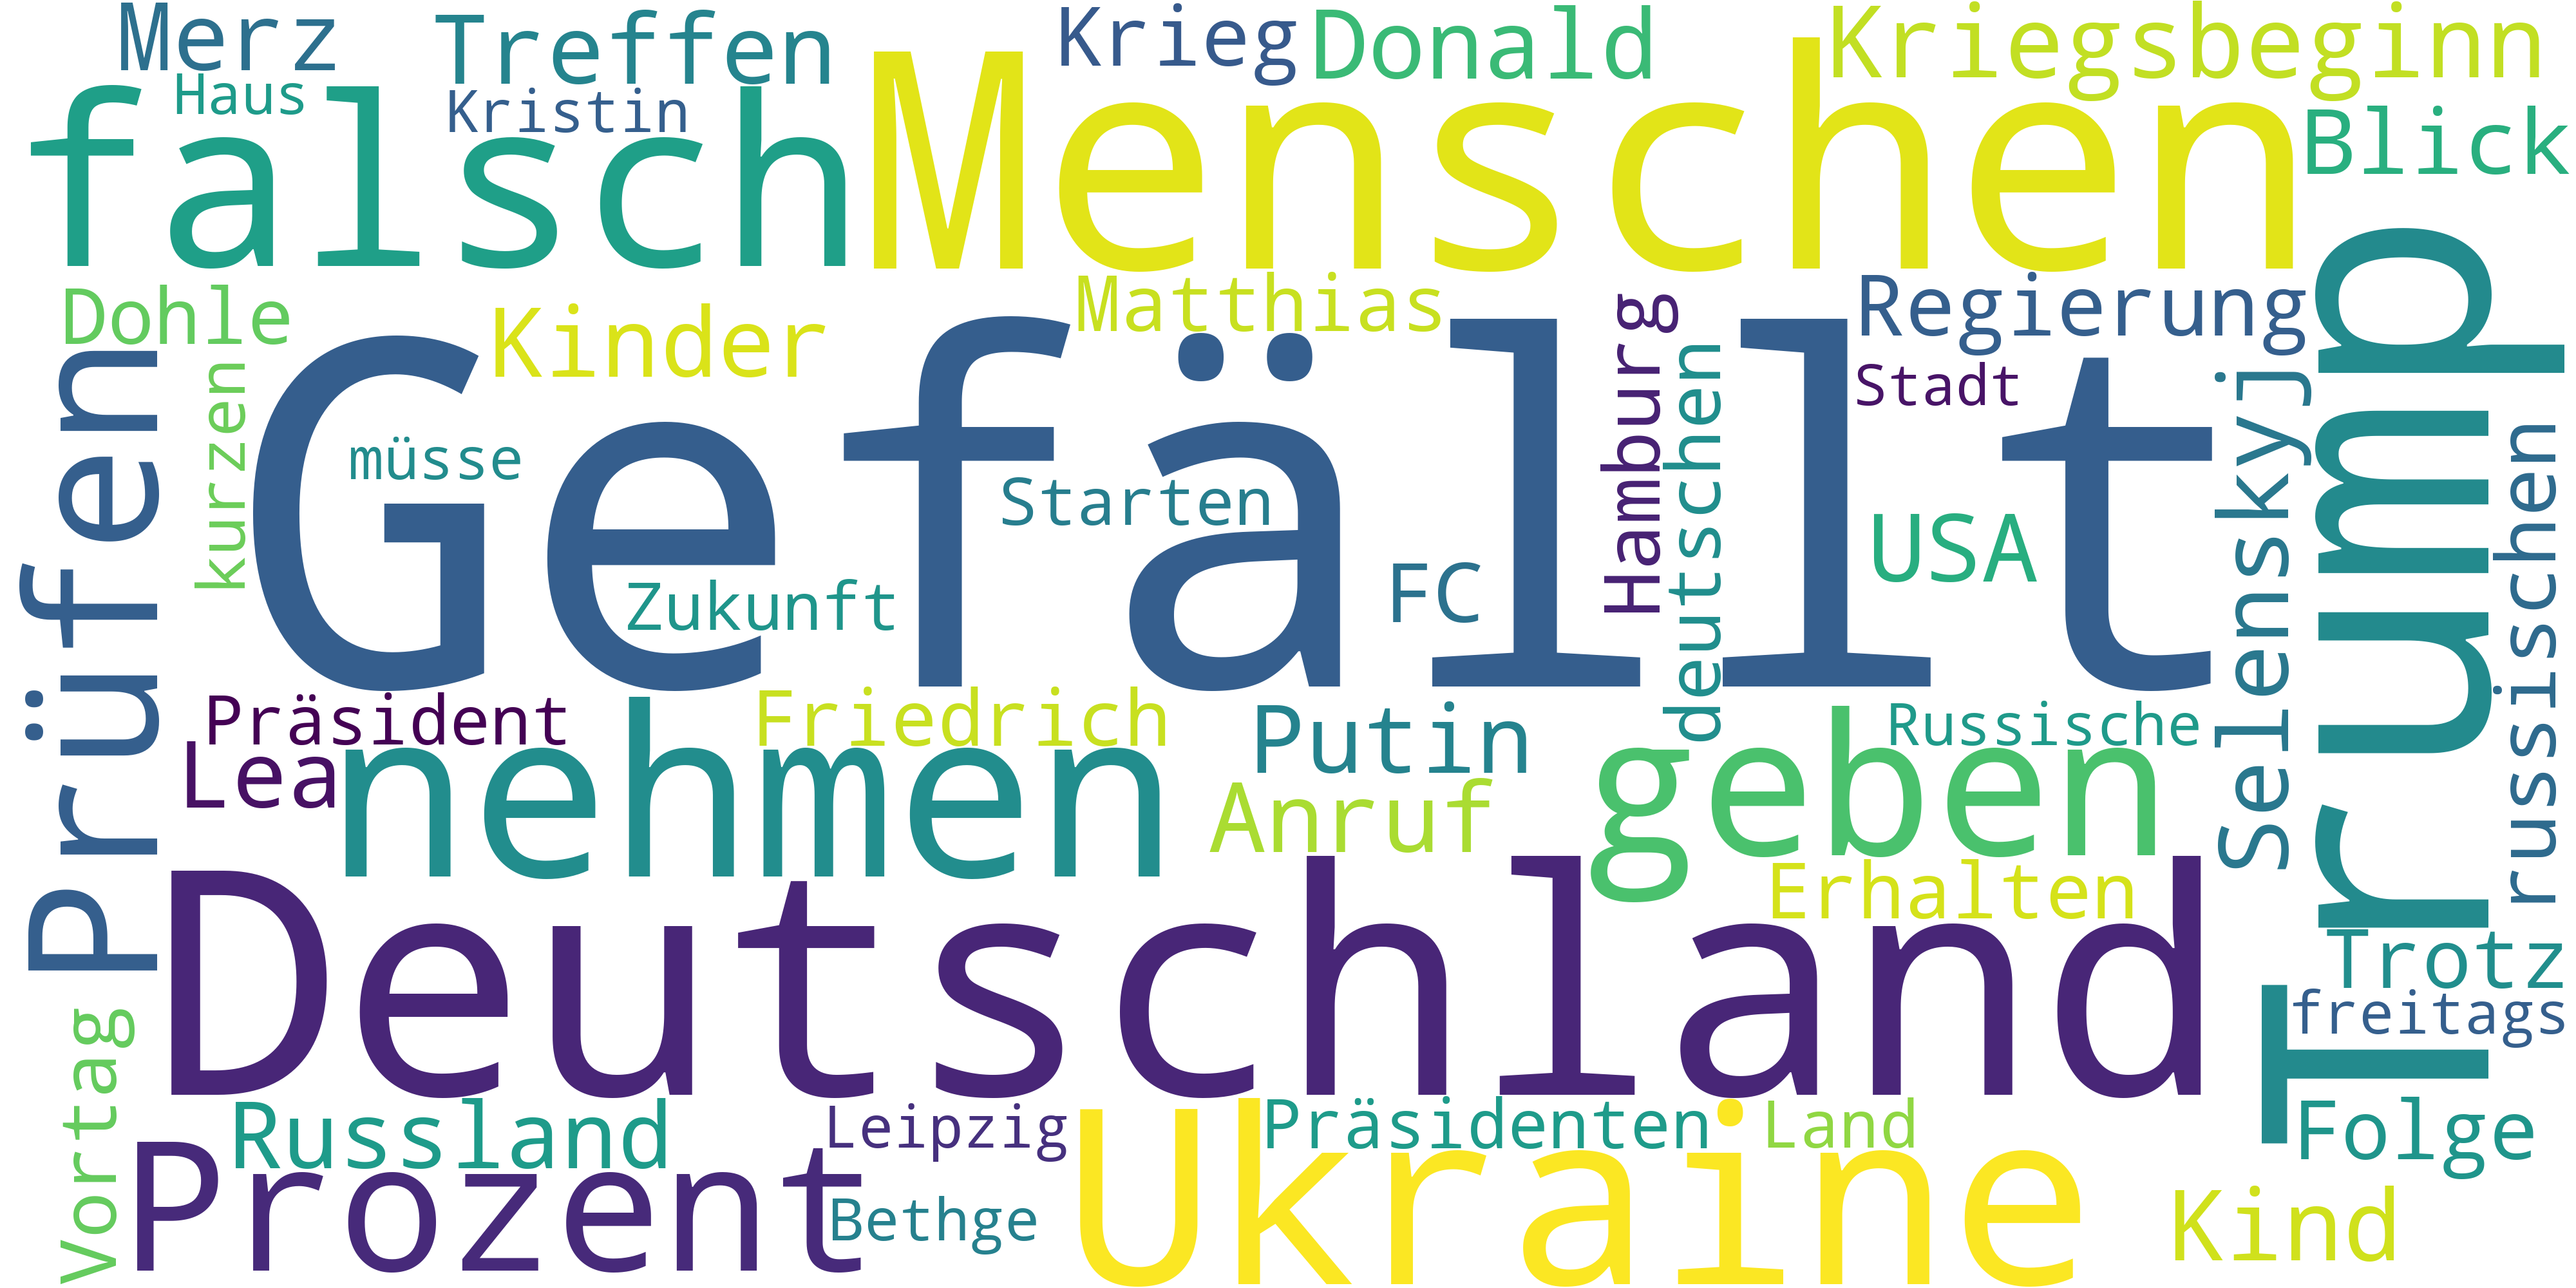 Merz
Treffen
Krieg
Donald
Kriegsbeginn
Haus
Kristin
falsch
Menschen
Blick
Dohle
Kinder
Matthias
Hamburg
Regierung
Trump
Prüfen
kurzen
Gefällt
müsse
Starten
deutschen
Stadt
Selenskyj
russischen
Zukunft
FC
USA
Präsident
Friedrich
Putin
Russische
Lea
nehmen
Anruf
geben
Erhalten
Deutschland
Trotz
freitags
Vortag
Russland
Leipzig
Präsidenten
Land
Folge
Prozent
Bethge
Ukraine
Kind